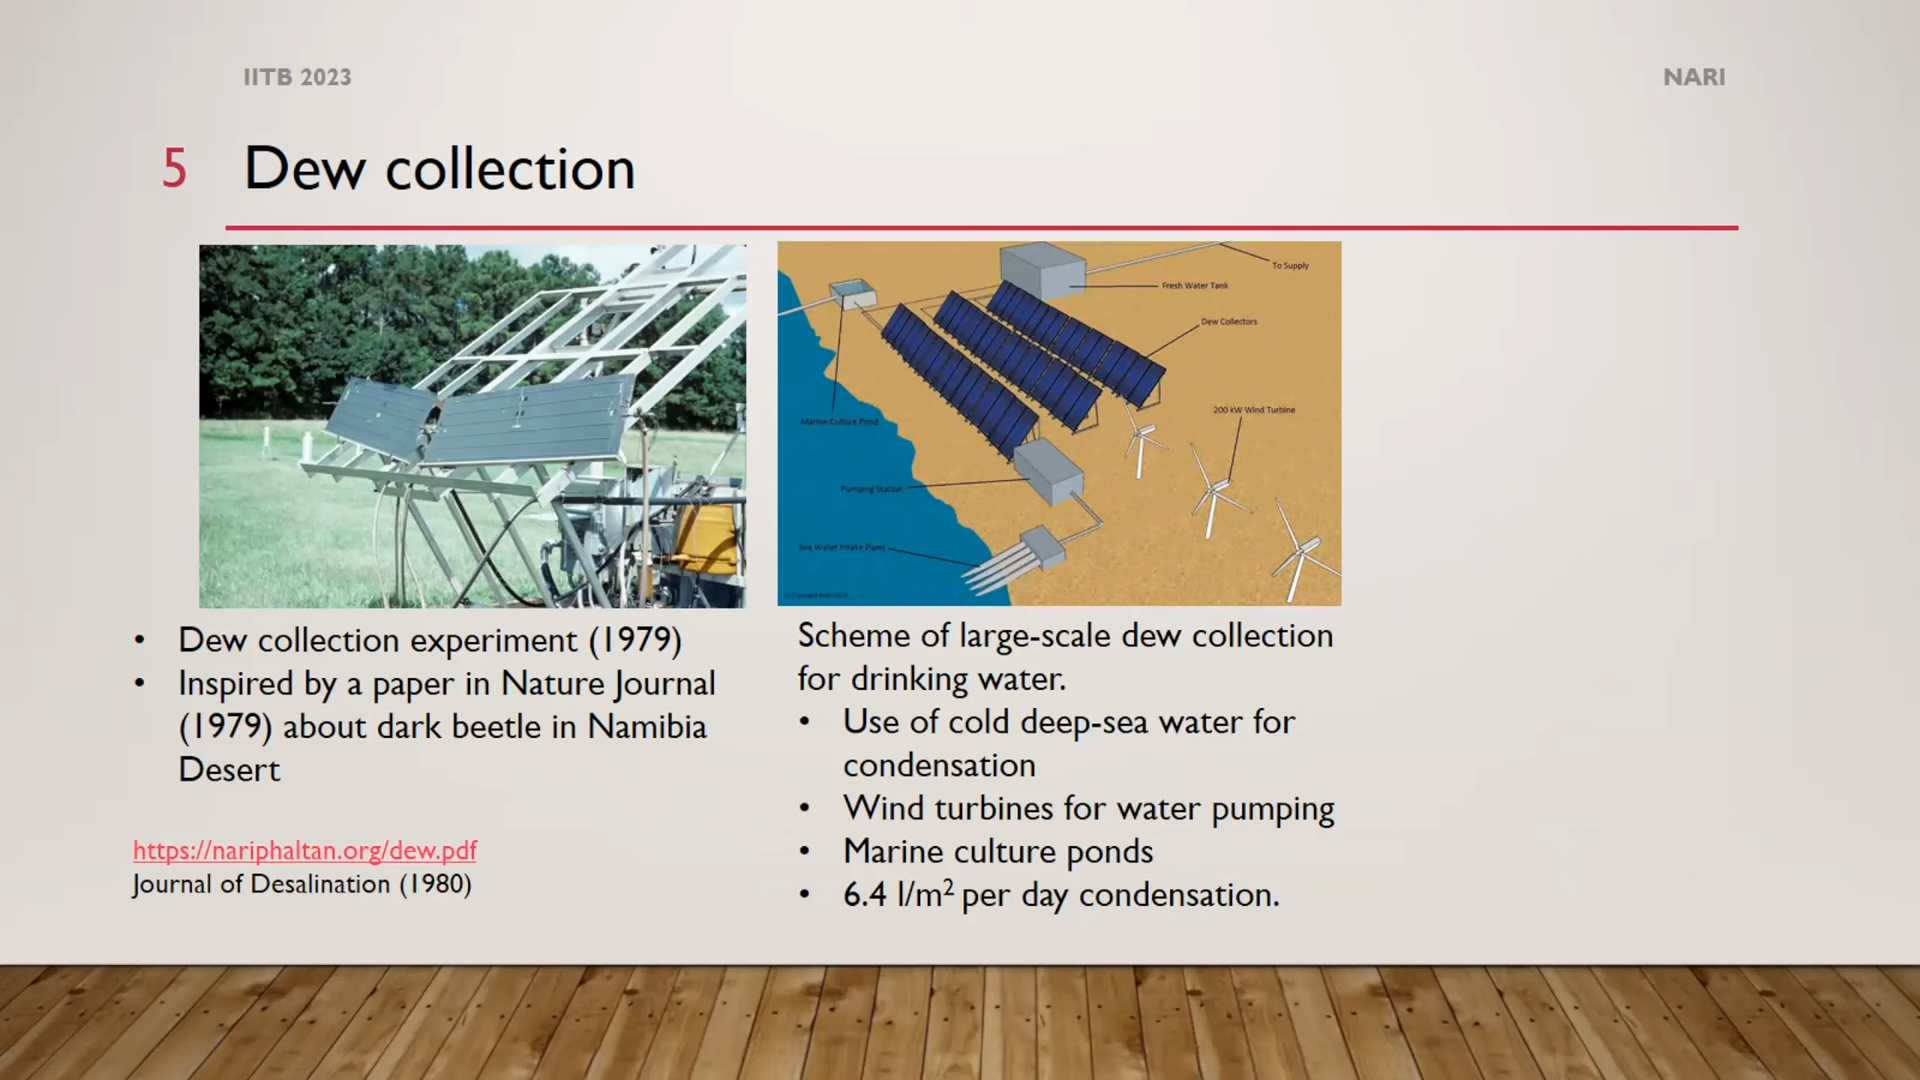 IITB 2023
NARI
5 Dew collection
To Supply
Fresh Water Tank
Dew Collectors
200 kW Wind Turbine
Marine Culture Pond
Pumping Station
Sea Water Intake Pipes
• Dew collection experiment (1979)
• Inspired by a paper in Nature Journal
(1979) about dark beetle in Namibia
Desert
https://nariphaltan.org/dew.pdf
Journal of Desalination (1980)
Scheme of large-scale dew collection
for drinking water.
• Use of cold deep-sea water for
condensation
• Wind turbines for water pumping
• Marine culture ponds
• 6.4 l/m² per day condensation.